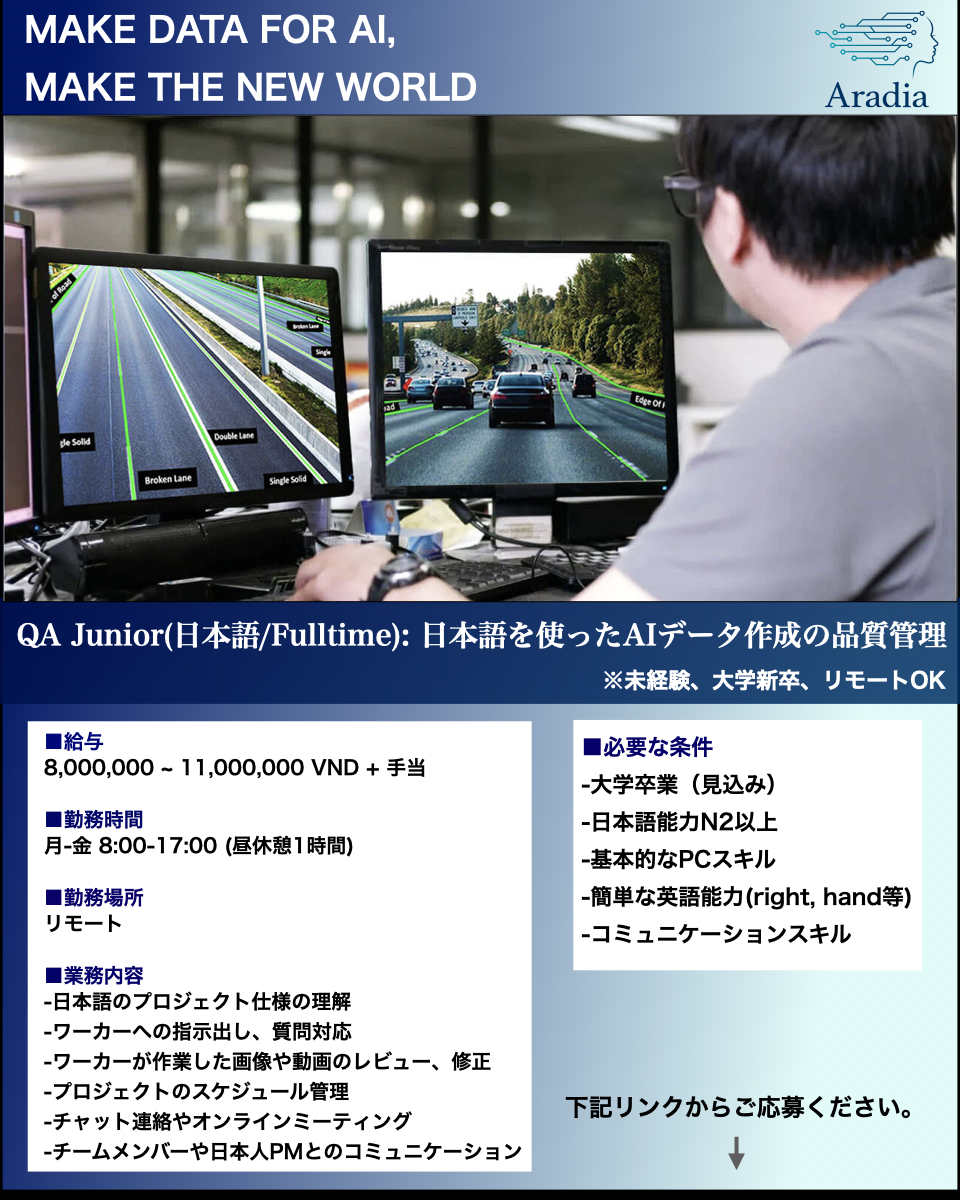 MAKE DATA FOR AI,
MAKE THE NEW WORLD
Aradia
of Road
Broken Lane
Single
gle Solid
Double Lane
Broken Lane
Single Solid
oad
Edge Of
QA Junior(日本語/Fulltime): 日本語を使ったAIデータ作成の品質管理
※未経験、大学新卒、リモートOK
■給与
8,000,000 ~ 11,000,000 VND + 手当
■勤務時間
月-金 8:00-17:00 (昼休憩1時間)
■勤務場所
リモート
■業務内容
-日本語のプロジェクト仕様の理解
-ワーカーへの指示出し、質問対応
-ワーカーが作業した画像や動画のレビュー、修正
-プロジェクトのスケジュール管理
-チャット連絡やオンラインミーティング
-チームメンバーや日本人PMとのコミュニケーション
■必要な条件
-大学卒業（見込み）
-日本語能力N2以上
-基本的なPCスキル
-簡単な英語能力(right, hand等)
-コミュニケーションスキル
下記リンクからご応募ください。